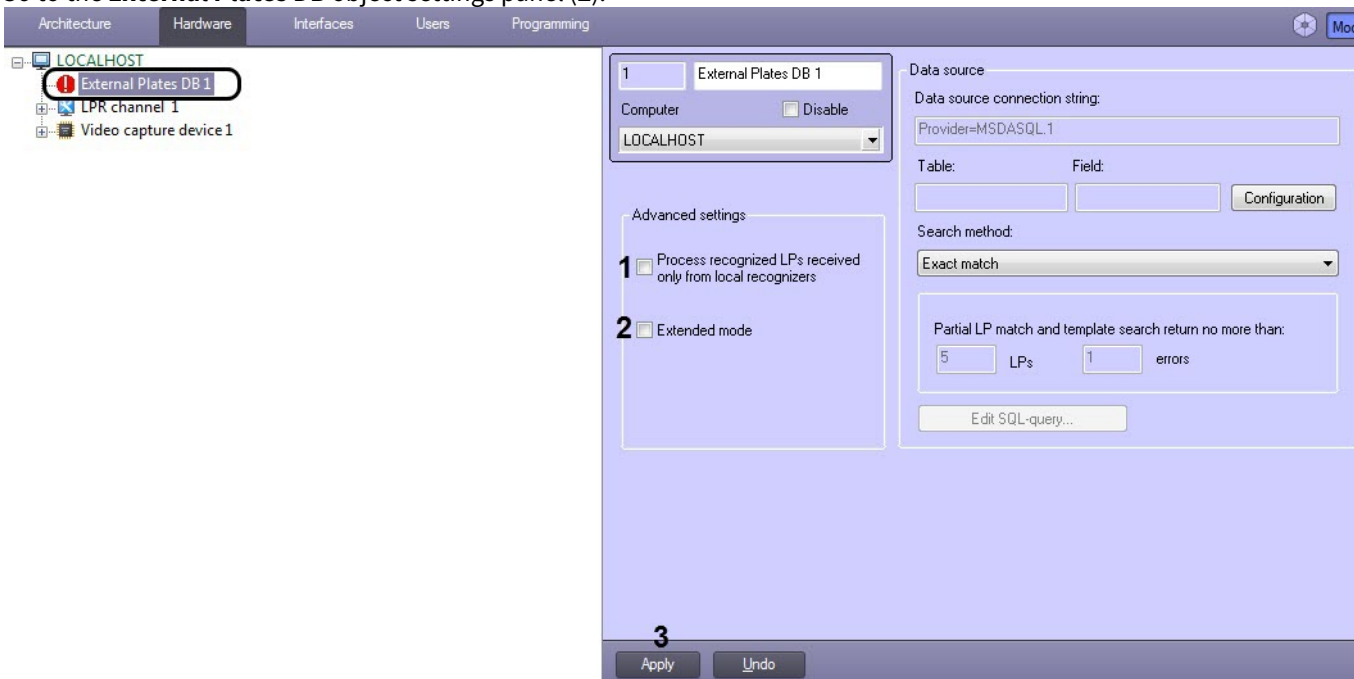 Go to the External Plates DB object settings panel (2).
Architecture Hardware Interfaces Users Programming
LOCALHOST
External Plates DB 1
LPR channel 1
Video capture device 1
1 External Plates DB 1
Computer Disable
LOCALHOST
Advanced settings
1 Process recognized LPs received
only from local recognizers
2 Extended mode
Data source
Data source connection string:
Provider=MSDASQL.1
Table: Field:
Configuration
Search method:
Exact match
Partial LP match and template search return no more than:
5 LPs 1 errors
Edit SQL-query...
3
Apply Undo